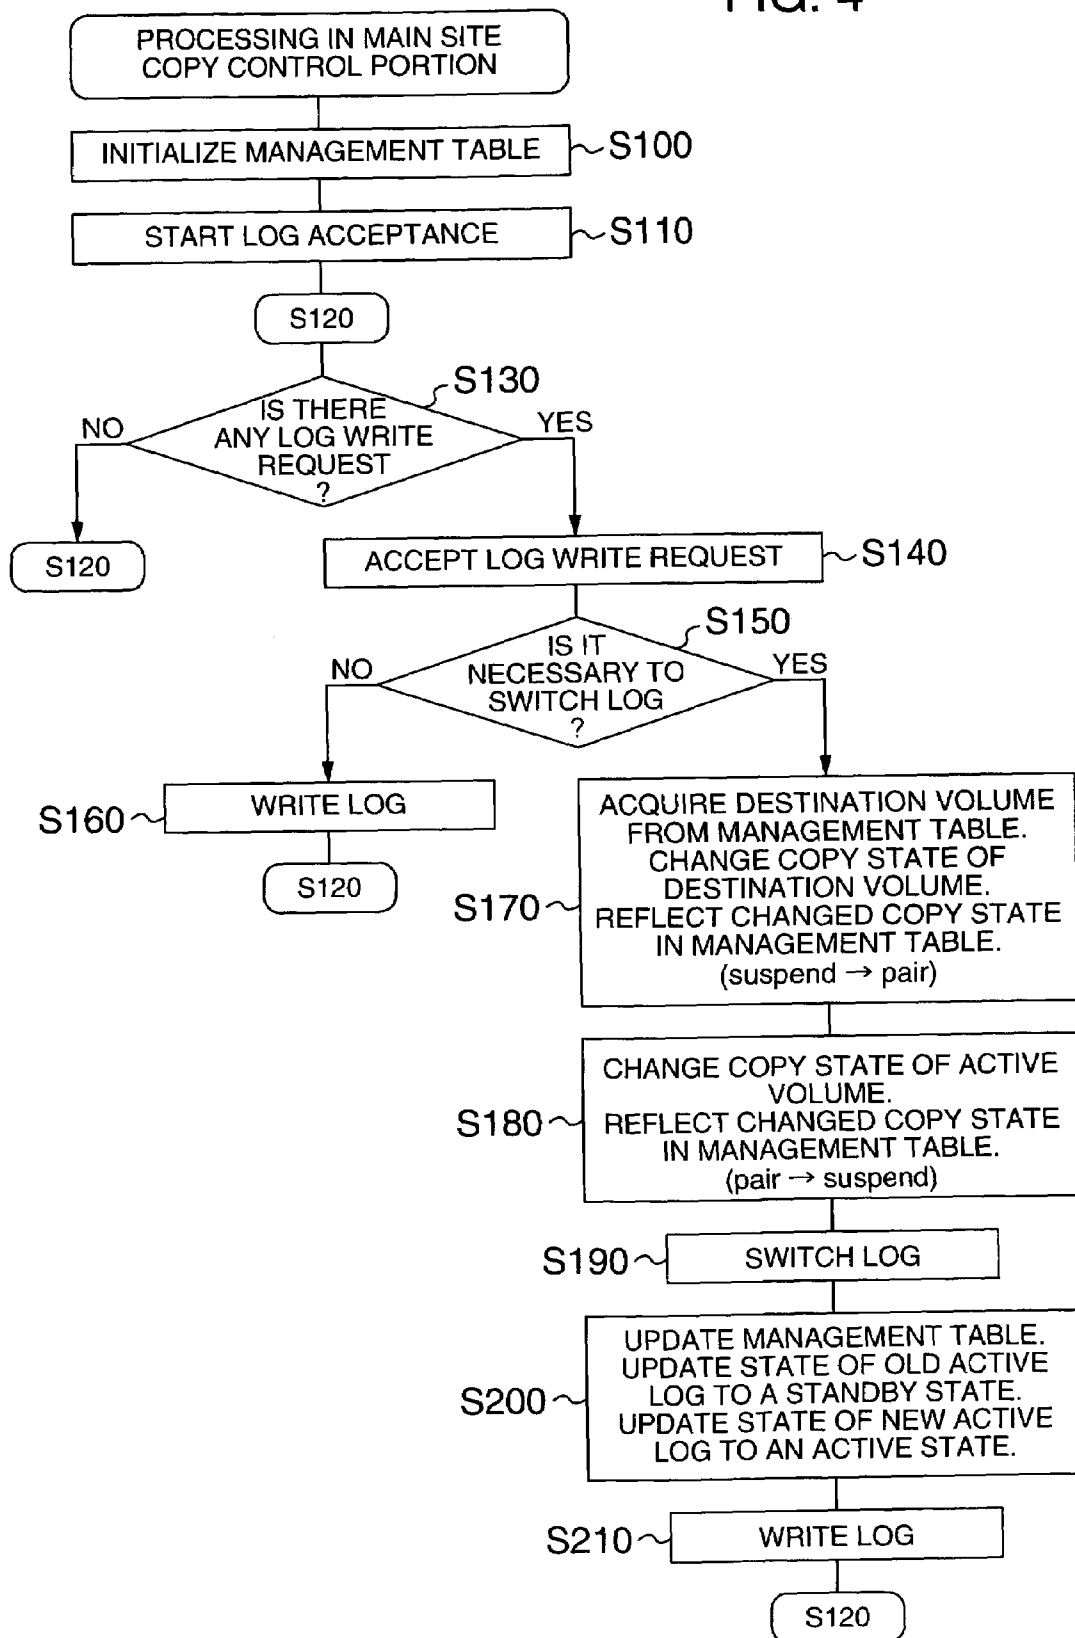 FIG. 4
PROCESSING IN MAIN SITE
COPY CONTROL PORTION
INITIALIZE MANAGEMENT TABLE
S100
START LOG ACCEPTANCE
S110
S120
S130
IS THERE
ANY LOG WRITE
REQUEST
?
NO
YES
S120
ACCEPT LOG WRITE REQUEST
S140
S150
IS IT
NECESSARY TO
SWITCH LOG
?
NO
YES
S160
WRITE LOG
S120
S170
ACQUIRE DESTINATION VOLUME
FROM MANAGEMENT TABLE.
CHANGE COPY STATE OF
DESTINATION VOLUME.
REFLECT CHANGED COPY STATE
IN MANAGEMENT TABLE.
(suspend → pair)
S180
CHANGE COPY STATE OF ACTIVE
VOLUME.
REFLECT CHANGED COPY STATE
IN MANAGEMENT TABLE.
(pair → suspend)
S190
SWITCH LOG
S200
UPDATE MANAGEMENT TABLE.
UPDATE STATE OF OLD ACTIVE
LOG TO A STANDBY STATE.
UPDATE STATE OF NEW ACTIVE
LOG TO AN ACTIVE STATE.
S210
WRITE LOG
S120